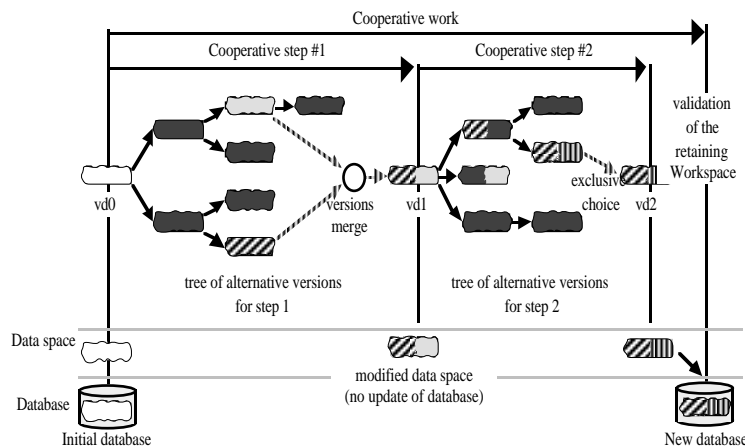 Cooperative work
Cooperative step #1
Cooperative step #2
validation
of the
retaining
Workspace
vd0
versions
merge
vd1
exclusive
choice
vd2
tree of alternative versions
for step 1
tree of alternative versions
for step 2
Data space
modified data space
(no update of database)
Database
Initial database
New database